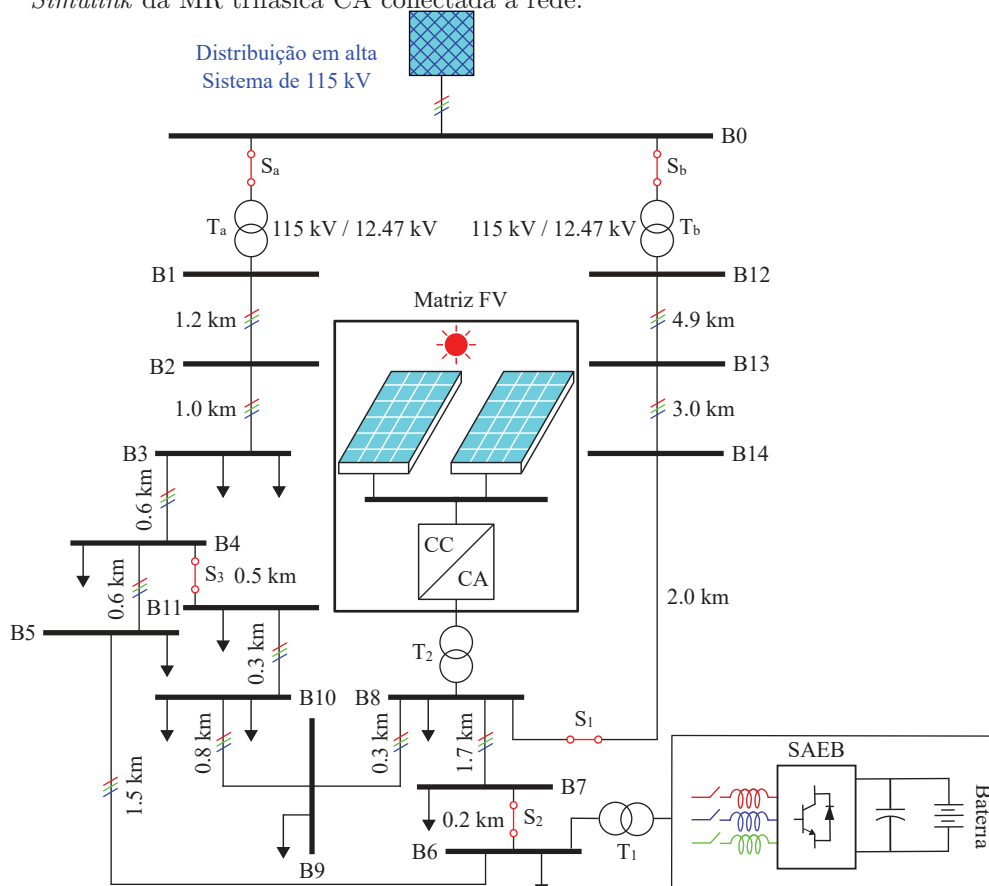 Simulink da MR trifásica CA conectada à rede.
Distribuição em alta
Sistema de 115 kV
B0
Sa
Sb
Ta
115 kV / 12.47 kV
115 kV / 12.47 kV
Tb
B1
B12
Matriz FV
1.2 km
4.9 km
B2
B13
1.0 km
3.0 km
B3
B14
0.6 km
B4
CC
CA
S3
0.5 km
0.6 km
B11
2.0 km
B5
T2
0.3 km
B10
B8
S1
0.8 km
0.3 km
1.7 km
SAEB
1.5 km
B7
0.2 km
S2
Bateria
B6
T1
B9